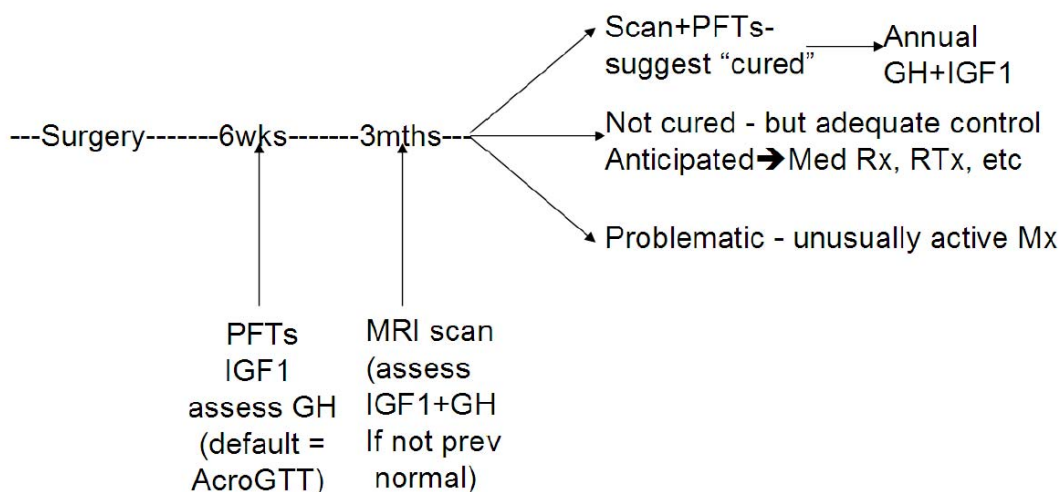 Scan+PFTs-
suggest “cured”
Annual
GH+IGF1
---Surgery-------6wks-------3mths---
Not cured - but adequate control
Anticipated➔Med Rx, RTx, etc
Problematic - unusually active Mx
PFTs
IGF1
assess GH
(default =
AcroGTT)
MRI scan
(assess
IGF1+GH
If not prev
normal)